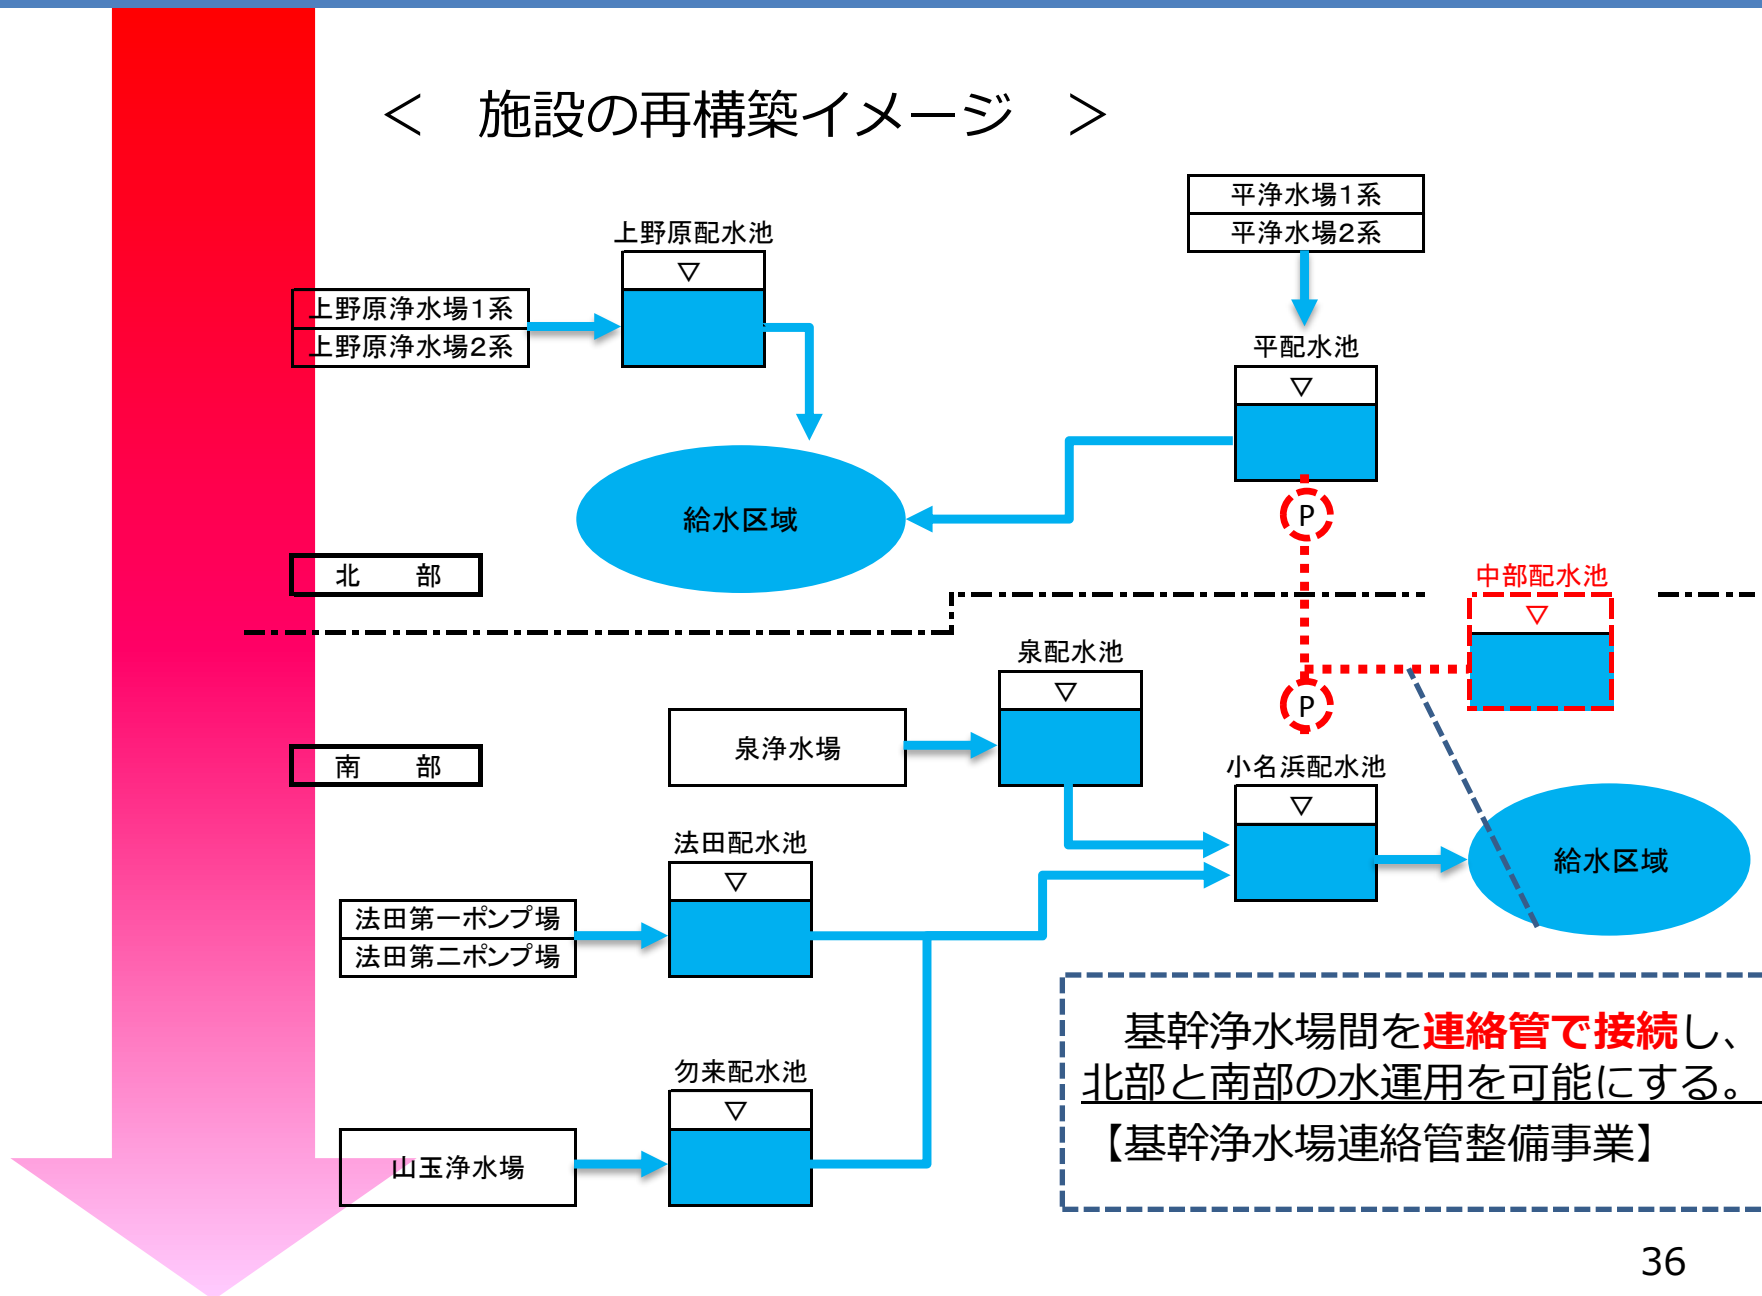 ＜　施設の再構築イメージ　＞
平浄水場1系
平浄水場2系
上野原配水池
▽
上野原浄水場1系
上野原浄水場2系
平配水池
▽
給水区域
P
北　　部
中部配水池
▽
泉配水池
▽
P
泉浄水場
南　　部
小名浜配水池
▽
法田配水池
▽
給水区域
法田第一ポンプ場
法田第二ポンプ場
基幹浄水場間を連絡管で接続し、
北部と南部の水運用を可能にする。
【基幹浄水場連絡管整備事業】
勿来配水池
▽
山玉浄水場
36